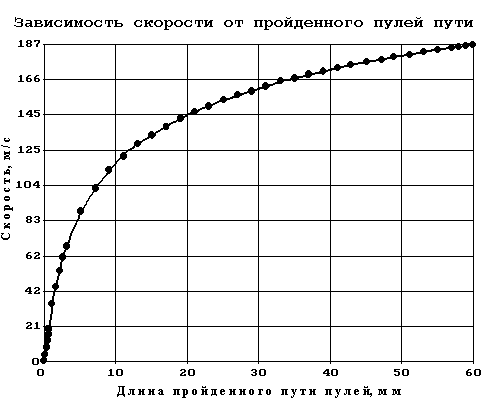 Зависимость скорости от пройденного пулей пути
187
166
145
125
104
83
62
42
21
0
0 10 20 30 40 50 60
Скорость, м/с
Длина пройденного пути пулей, мм